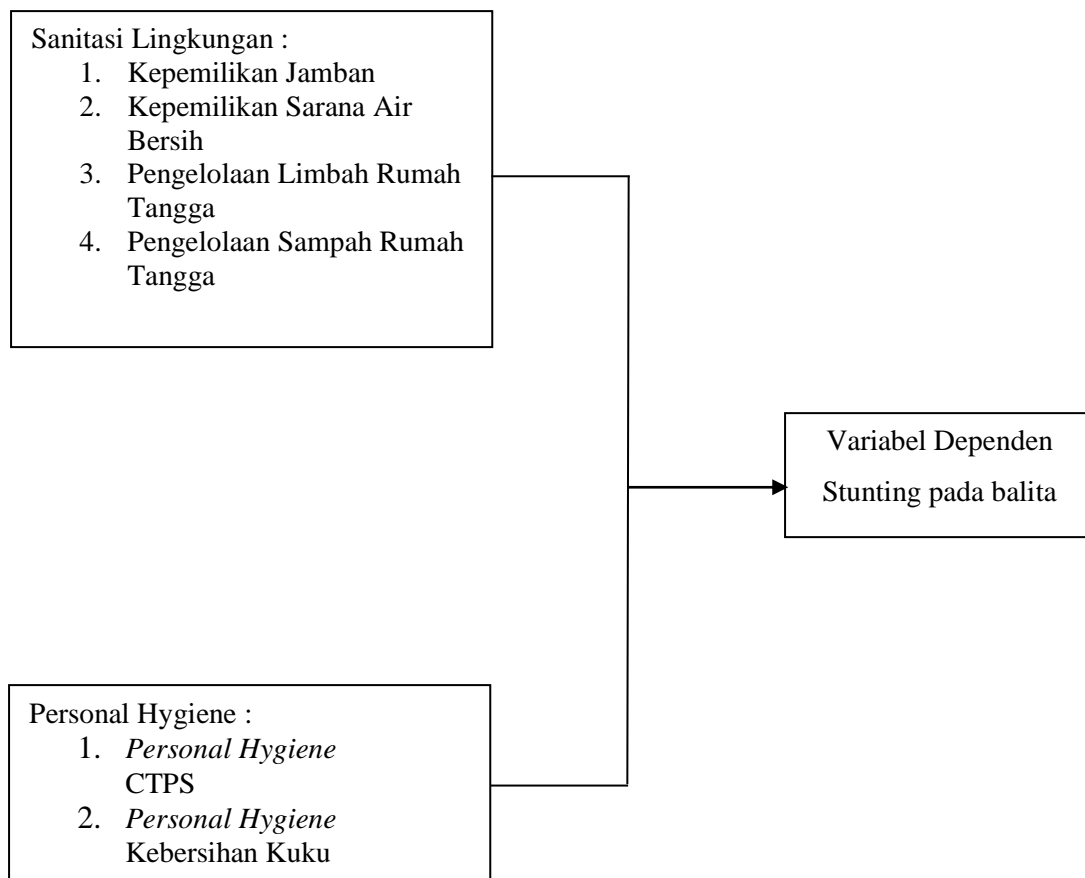 Sanitasi Lingkungan :
1. Kepemilikan Jamban
2. Kepemilikan Sarana Air
Bersih
3. Pengelolaan Limbah Rumah
Tangga
4. Pengelolaan Sampah Rumah
Tangga
Variabel Dependen
Stunting pada balita
Personal Hygiene :
1. Personal Hygiene
CTPS
2. Personal Hygiene
Kebersihan Kuku